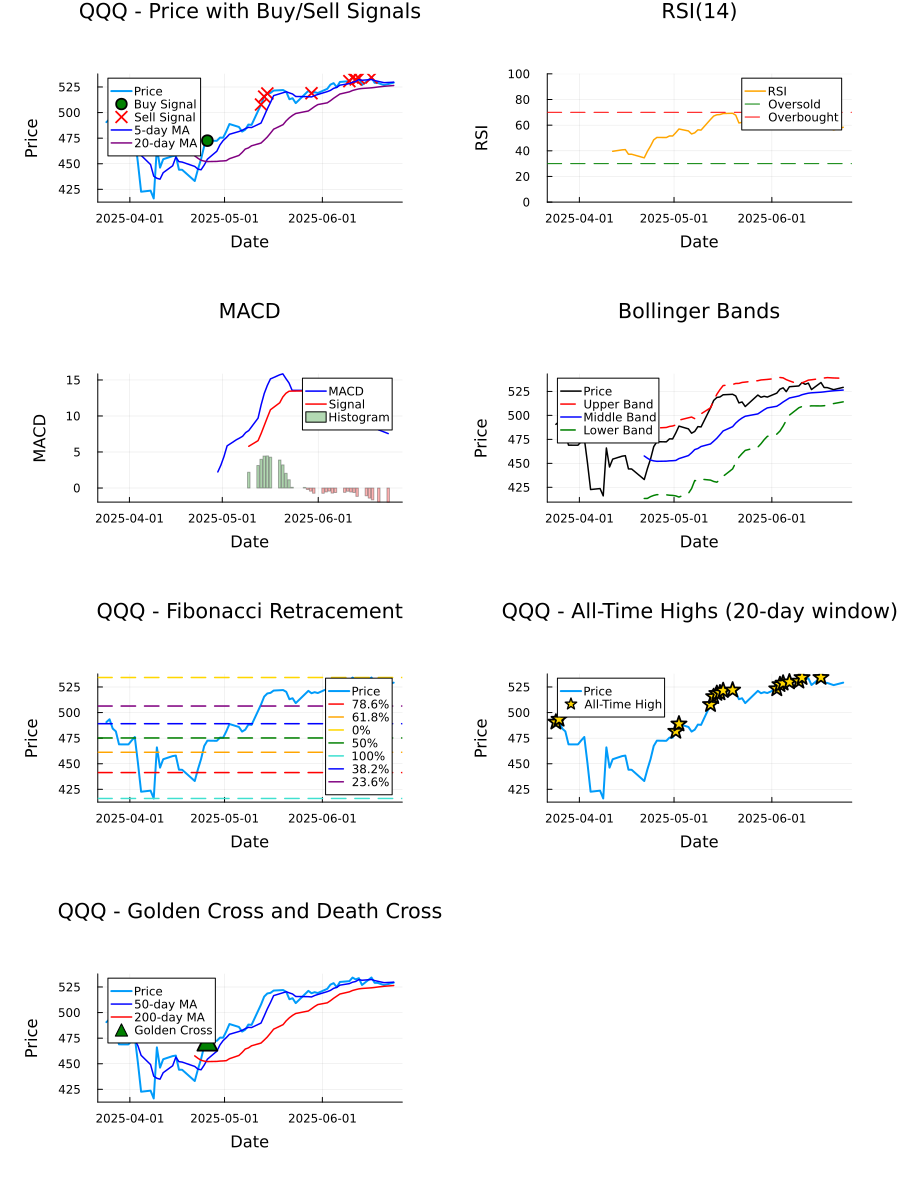 QQQ - Price with Buy/Sell Signals
Price
525
500
475
450
425
Price
Buy Signal
Sell Signal
5-day MA
20-day MA
2025-04-01
2025-05-01
2025-06-01
Date
RSI(14)
RSI
100
80
60
40
20
0
RSI
Oversold
Overbought
2025-04-01
2025-05-01
2025-06-01
Date
MACD
MACD
15
10
5
0
MACD
Signal
Histogram
2025-04-01
2025-05-01
2025-06-01
Date
Bollinger Bands
Price
525
500
475
450
425
Price
Upper Band
Middle Band
Lower Band
2025-04-01
2025-05-01
2025-06-01
Date
QQQ - Fibonacci Retracement
Price
525
500
475
450
425
Price
78.6%
61.8%
0%
50%
100%
38.2%
23.6%
2025-04-01
2025-05-01
2025-06-01
Date
QQQ - All-Time Highs (20-day window)
Price
525
500
475
450
425
Price
All-Time High
2025-04-01
2025-05-01
2025-06-01
Date
QQQ - Golden Cross and Death Cross
Price
525
500
475
450
425
Price
50-day MA
200-day MA
Golden Cross
2025-04-01
2025-05-01
2025-06-01
Date